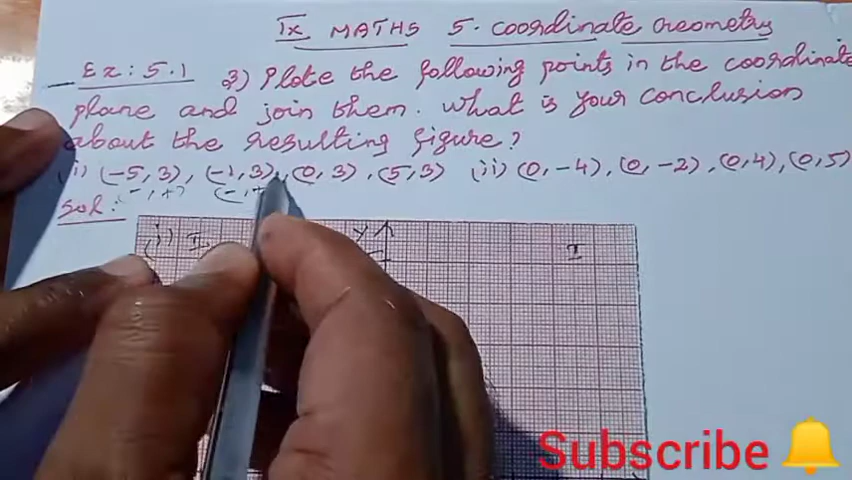 IX MATHS 5. Coordinate Geometry
Ex: 5.1 3) Plote the following points in the coordinate
plane and join them. What is your conclusion
about the resulting figure?
(i) (-5, 3), (-1, 3), (0, 3), (5, 3) (ii) (0, -4), (0, -2), (0, 4), (0, 5)
(-, +) (-, +
Sol:
(i) II Y I
Subscribe